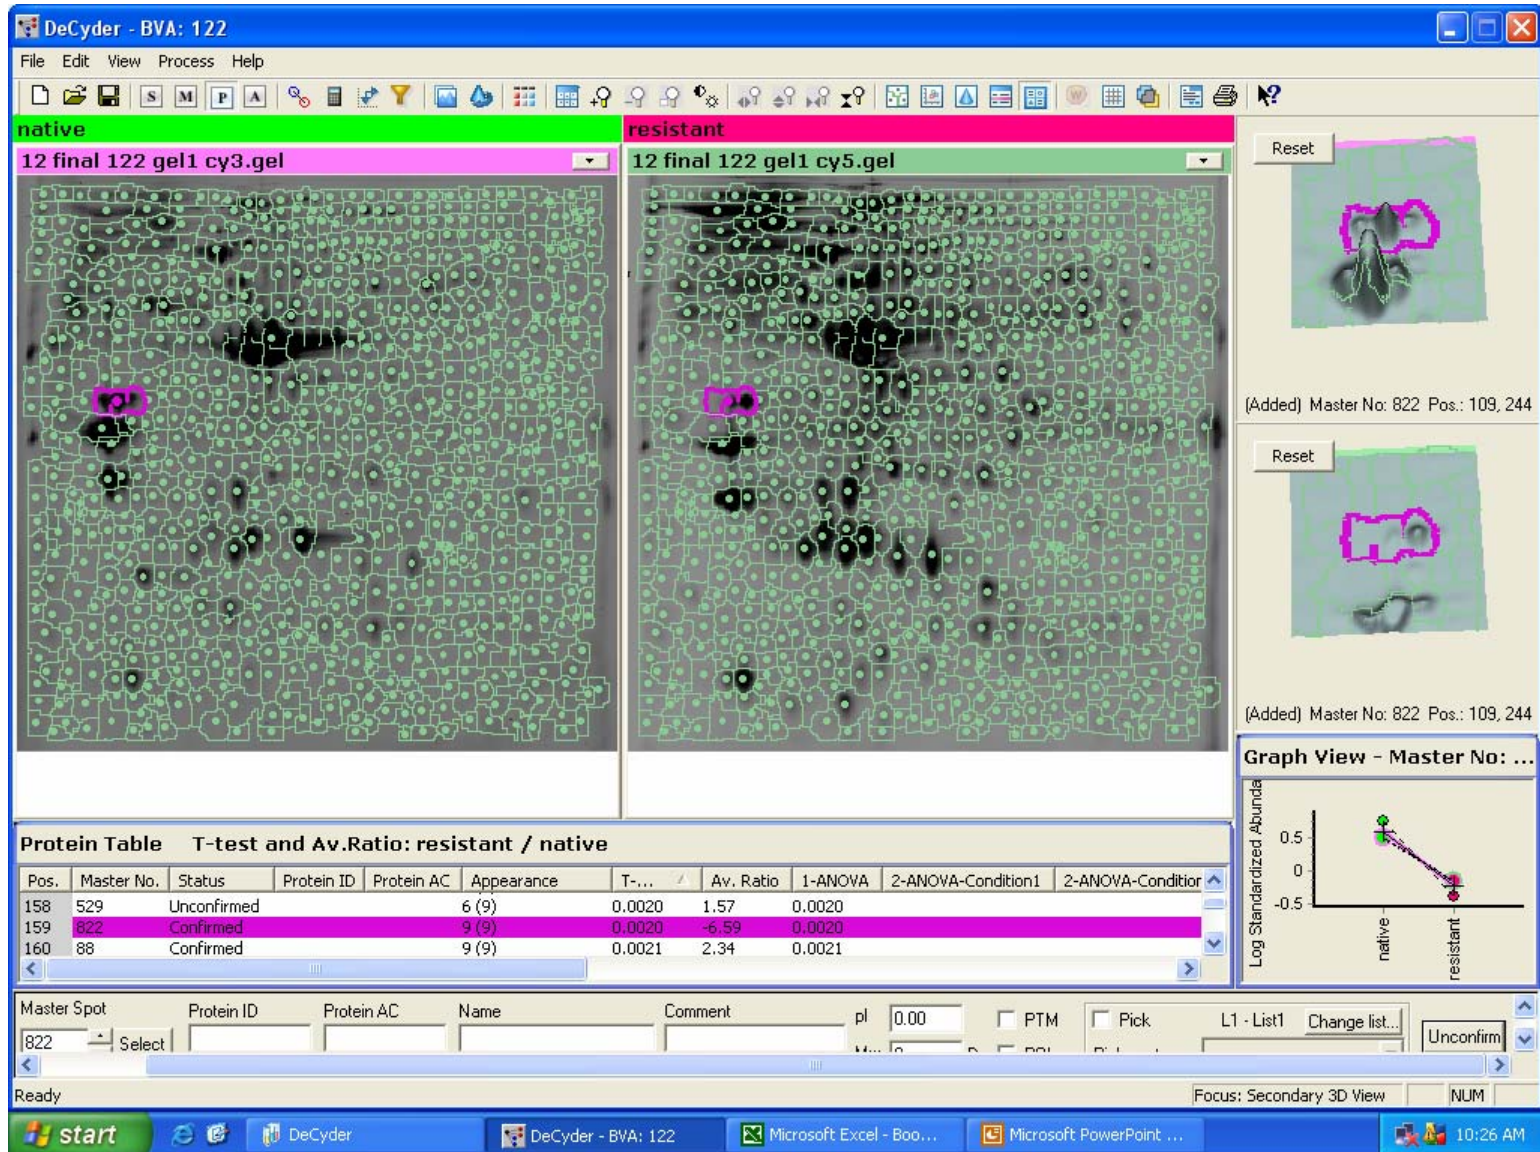 DeCyder - BVA: 122
File Edit View Process Help
S M P A
native
resistant
12 final 122 gel1 cy3.gel
12 final 122 gel1 cy5.gel
Reset
(Added) Master No: 822 Pos.: 109, 244
Reset
(Added) Master No: 822 Pos.: 109, 244
Graph View - Master No: ...
Log Standardized Abunda
0.5
0
-0.5
native
resistant
Protein Table T-test and Av.Ratio: resistant / native
Pos. Master No. Status Protein ID Protein AC Appearance T-... Av. Ratio 1-ANOVA 2-ANOVA-Condition1 2-ANOVA-Condition
158 529 Unconfirmed 6 (9) 0.0020 1.57 0.0020
159 822 Confirmed 9 (9) 0.0020 -6.59 0.0020
160 88 Confirmed 9 (9) 0.0021 2.34 0.0021
Master Spot Protein ID Protein AC Name Comment pI 0.00 PTM Pick L1 - List1 Change list...
822 Select Unconfirm
Ready
Focus: Secondary 3D View NUM
start DeCyder DeCyder - BVA: 122 Microsoft Excel - Boo... Microsoft PowerPoint ... 10:26 AM